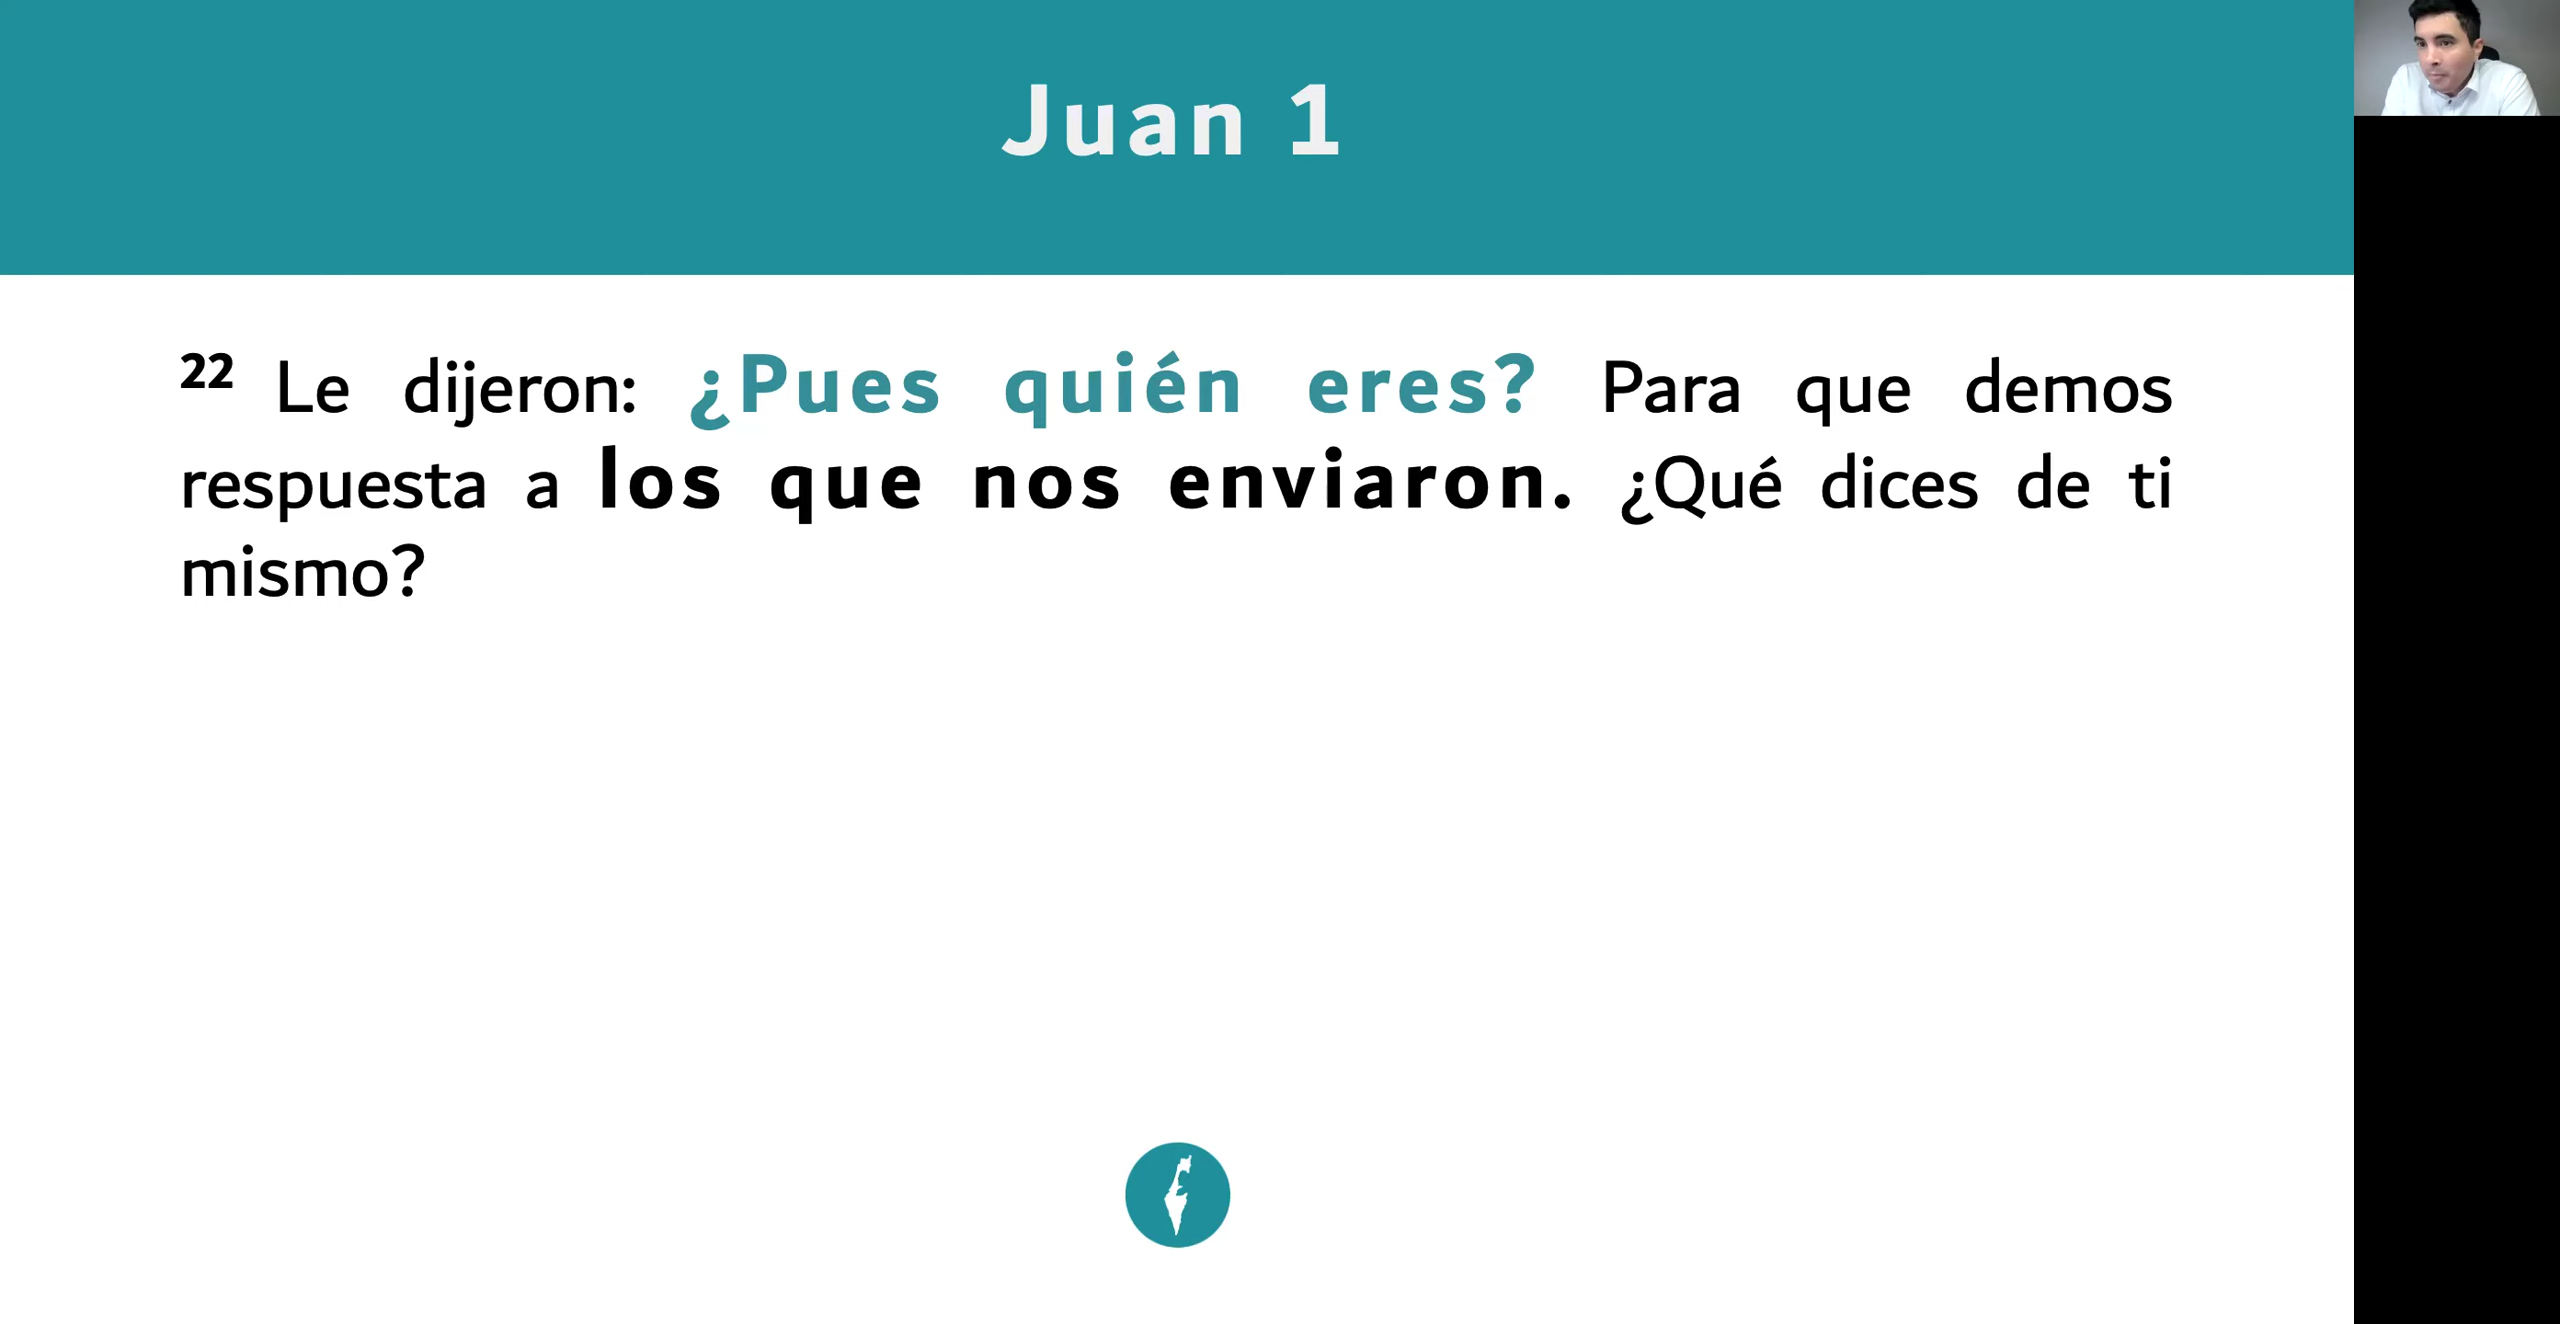 Juan 1
22 Le dijeron: ¿Pues quién eres? Para que demos
respuesta a los que nos enviaron. ¿Qué dices de ti
mismo?